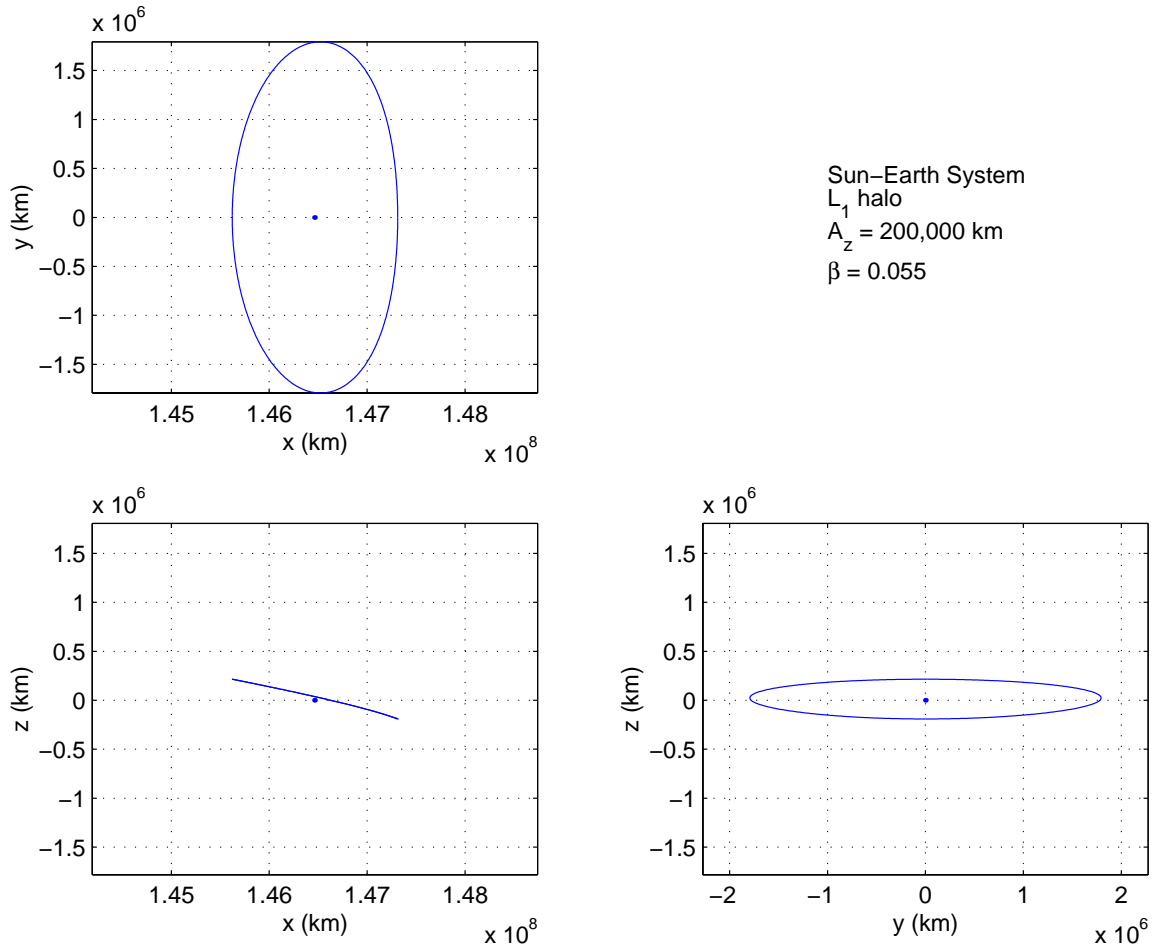 x 10^6
1.5
1
0.5
0
−0.5
−1
−1.5
y (km)
1.45 1.46 1.47 1.48
x (km)
x 10^8
Sun−Earth System
L_1 halo
A_z = 200,000 km
β = 0.055
x 10^6
1.5
1
0.5
0
−0.5
−1
−1.5
z (km)
1.45 1.46 1.47 1.48
x (km)
x 10^8
x 10^6
1.5
1
0.5
0
−0.5
−1
−1.5
z (km)
−2 −1 0 1 2
y (km)
x 10^6